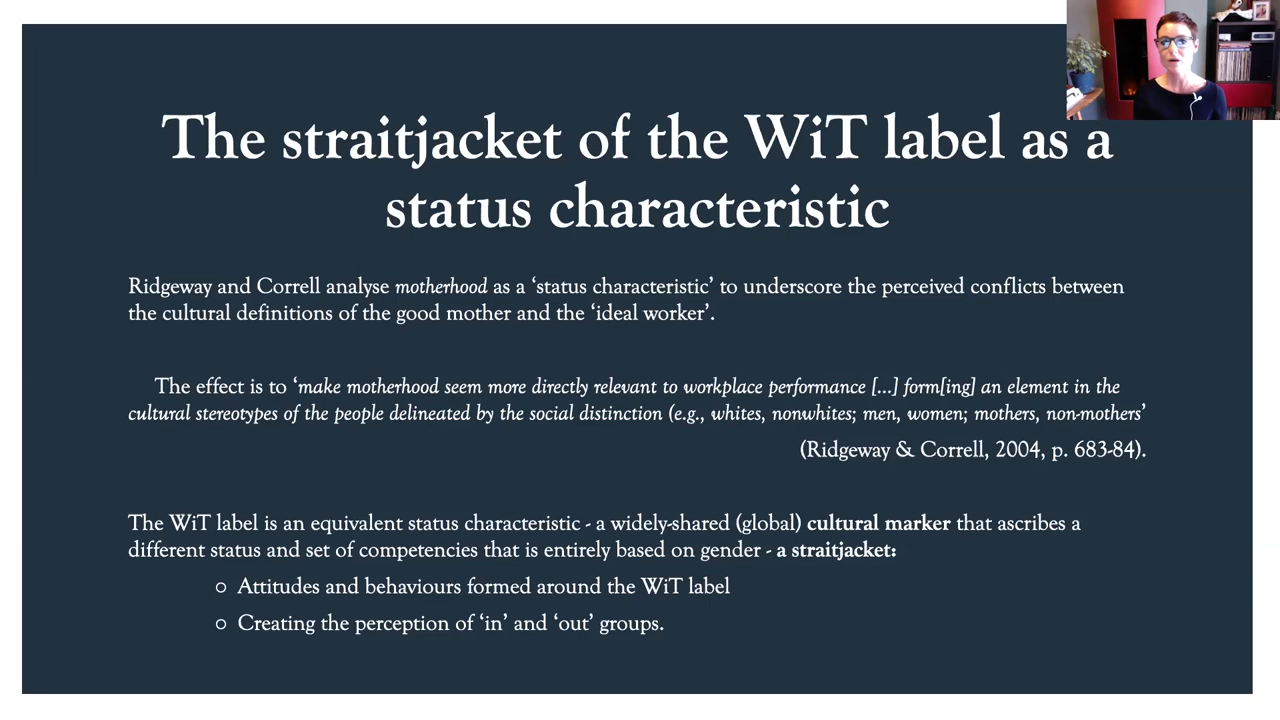 The straitjacket of the WiT label as a
status characteristic
Ridgeway and Correll analyse motherhood as a ‘status characteristic’ to underscore the perceived conflicts between
the cultural definitions of the good mother and the ‘ideal worker’.
The effect is to ‘make motherhood seem more directly relevant to workplace performance [...] form[ing] an element in the
cultural stereotypes of the people delineated by the social distinction (e.g., whites, nonwhites; men, women; mothers, non-mothers’
(Ridgeway & Correll, 2004, p. 683-84).
The WiT label is an equivalent status characteristic - a widely-shared (global) cultural marker that ascribes a
different status and set of competencies that is entirely based on gender - a straitjacket:
○ Attitudes and behaviours formed around the WiT label
○ Creating the perception of ‘in’ and ‘out’ groups.